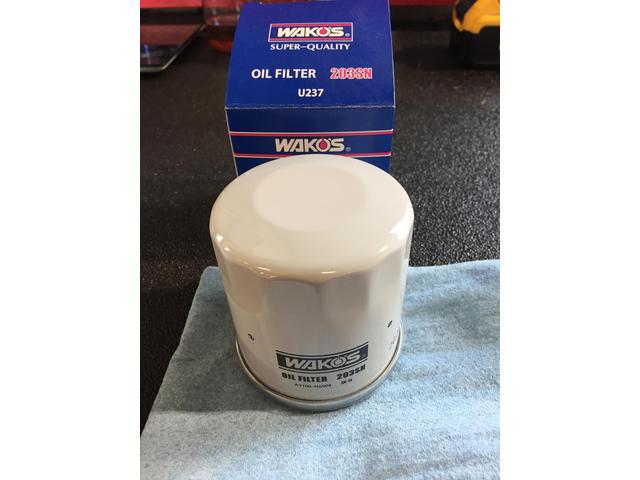 WAKO'S®
SUPER-QUALITY
OIL FILTER 203SN
U237
WAKO'S®
WAKO'S
OIL FILTER 203SN